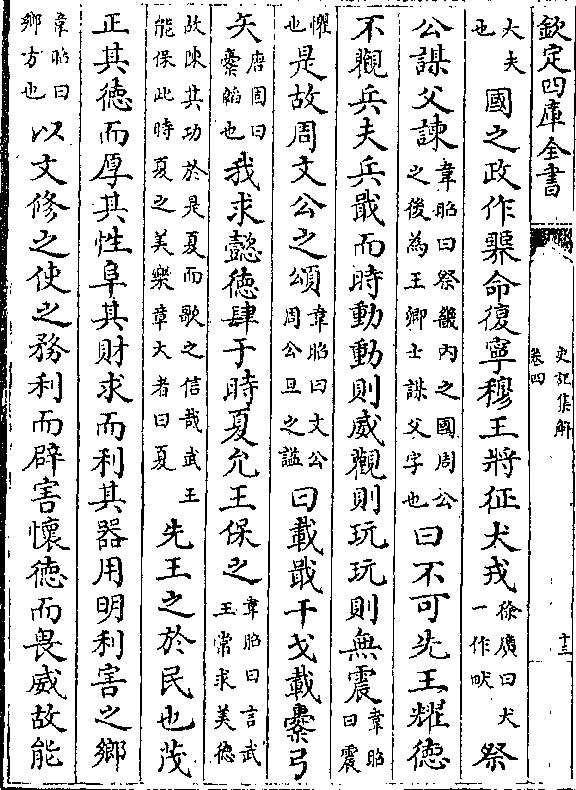 欽定四庫全書
史記集解
卷四
十三
大夫也國之政作臩命復寧穆王將征犬戎徐廣曰犬一作畎祭
公謀父諫韋昭曰祭畿内之國周公之後為王卿士謀父字也曰不可先王耀徳
不觀兵夫兵戢而時動動則威觀則玩玩則無震韋昭曰震
懼也是故周文公之頌韋昭曰文公周公旦之謚曰載戢干戈載櫜弓
矢唐固曰櫜韜也我求懿徳肆于時夏允王保之韋昭曰言武王常求美徳
故陳其功於是夏而歌之信哉武王能保此時夏之美樂章大者曰夏先王之於民也茂
正其徳而厚其性阜其財求而利其器用明利害之鄉
韋昭曰鄉方也以文修之使之務利而辟害懷徳而畏威故能